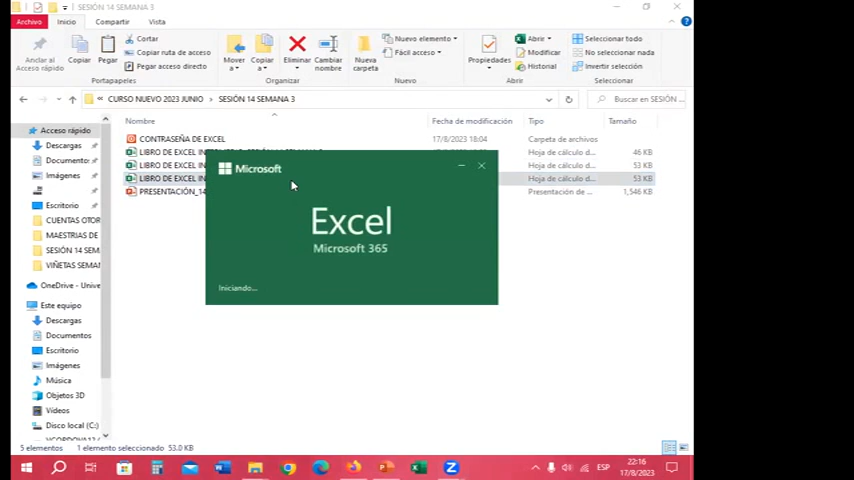 SESIÓN 14 SEMANA 3
Archivo Inicio Compartir Vista
Anclar al Acceso rápido
Copiar
Pegar
Cortar
Copiar ruta de acceso
Pegar acceso directo
Portapapeles
Mover a
Copiar a
Eliminar
Cambiar nombre
Organizar
Nueva carpeta
Nuevo elemento
Fácil acceso
Nuevo
Propiedades
Abrir
Modificar
Historial
Abrir
Seleccionar todo
No seleccionar nada
Invertir selección
Seleccionar
« CURSO NUEVO 2023 JUNIO > SESIÓN 14 SEMANA 3
Buscar en SESIÓN ...
Nombre Fecha de modificación Tipo Tamaño
CONTRASEÑA DE EXCEL 17/8/2023 18:04 Carpeta de archivos
LIBRO DE EXCEL IN Hoja de cálculo d... 46 KB
LIBRO DE EXCEL IN Hoja de cálculo d... 53 KB
LIBRO DE EXCEL IN Hoja de cálculo d... 53 KB
PRESENTACIÓN_14 Presentación de ... 1,546 KB
Acceso rápido
Descargas
Documento:
Imágenes
Escritorio
CUENTAS OTOR
MAESTRIAS DE
SESIÓN 14 SEM
VIÑETAS SEMA
OneDrive - Unive
Este equipo
Descargas
Documentos
Escritorio
Imágenes
Música
Objetos 3D
Vídeos
Disco local (C:)
Microsoft
Excel
Microsoft 365
Iniciando...
5 elementos 1 elemento seleccionado 53.0 KB
ESP
22:16
17/8/2023